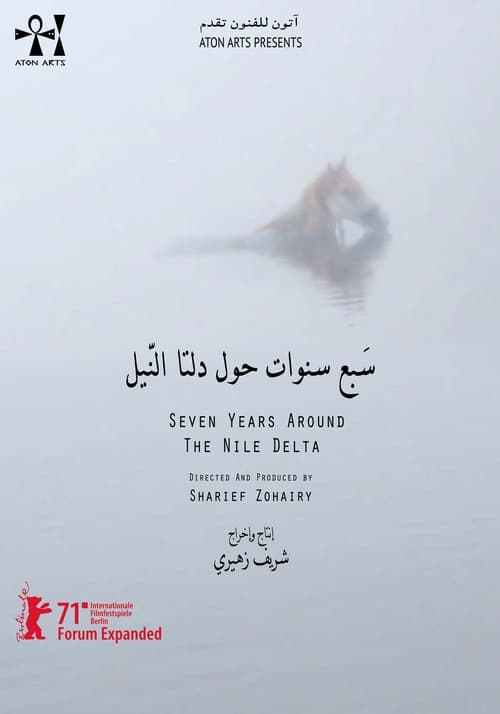 آتون للفنون تقدم
ATON ARTS PRESENTS
ATON ARTS
سَبع سنوات حول دلتا النّيل
SEVEN YEARS AROUND
THE NILE DELTA
DIRECTED AND PRODUCED BY
SHARIEF ZOHAIRY
إنتاج وإخراج
شريف زهيري
Berlinale
71 Internationale
Filmfestspiele
Berlin
Forum Expanded